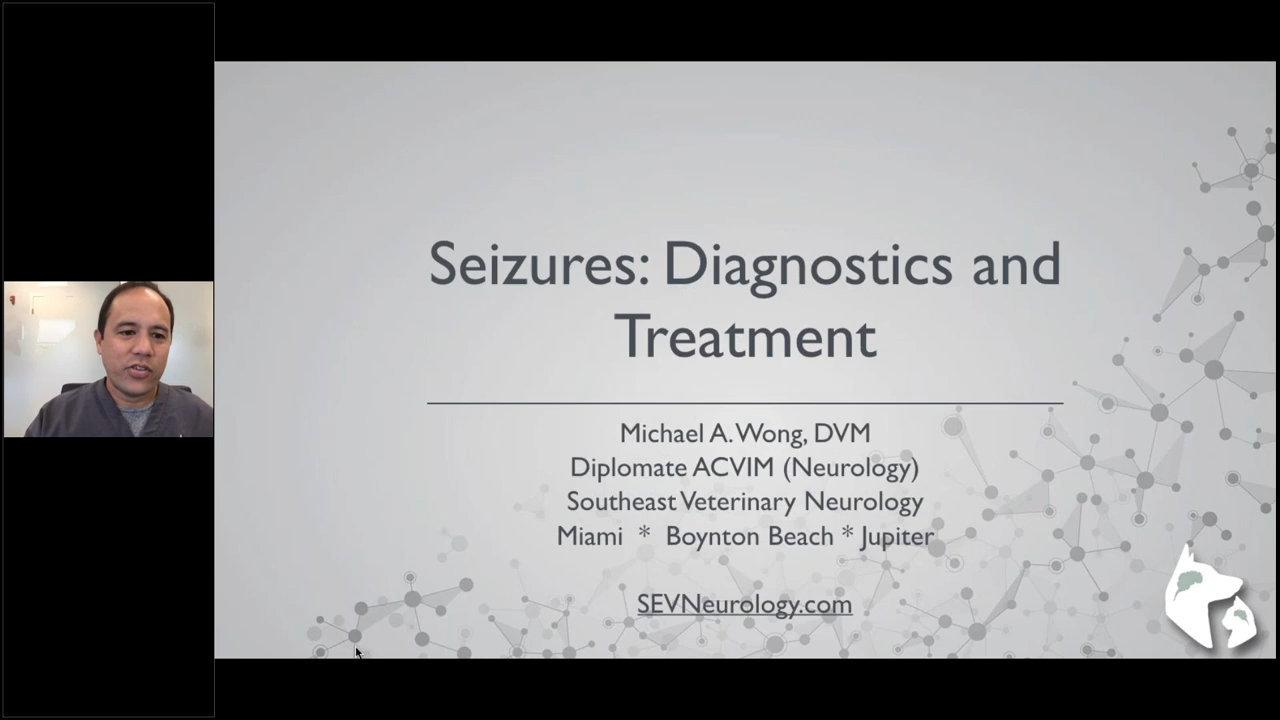 Seizures: Diagnostics and
Treatment
Michael A. Wong, DVM
Diplomate ACVIM (Neurology)
Southeast Veterinary Neurology
Miami * Boynton Beach * Jupiter
SEVNeurology.com